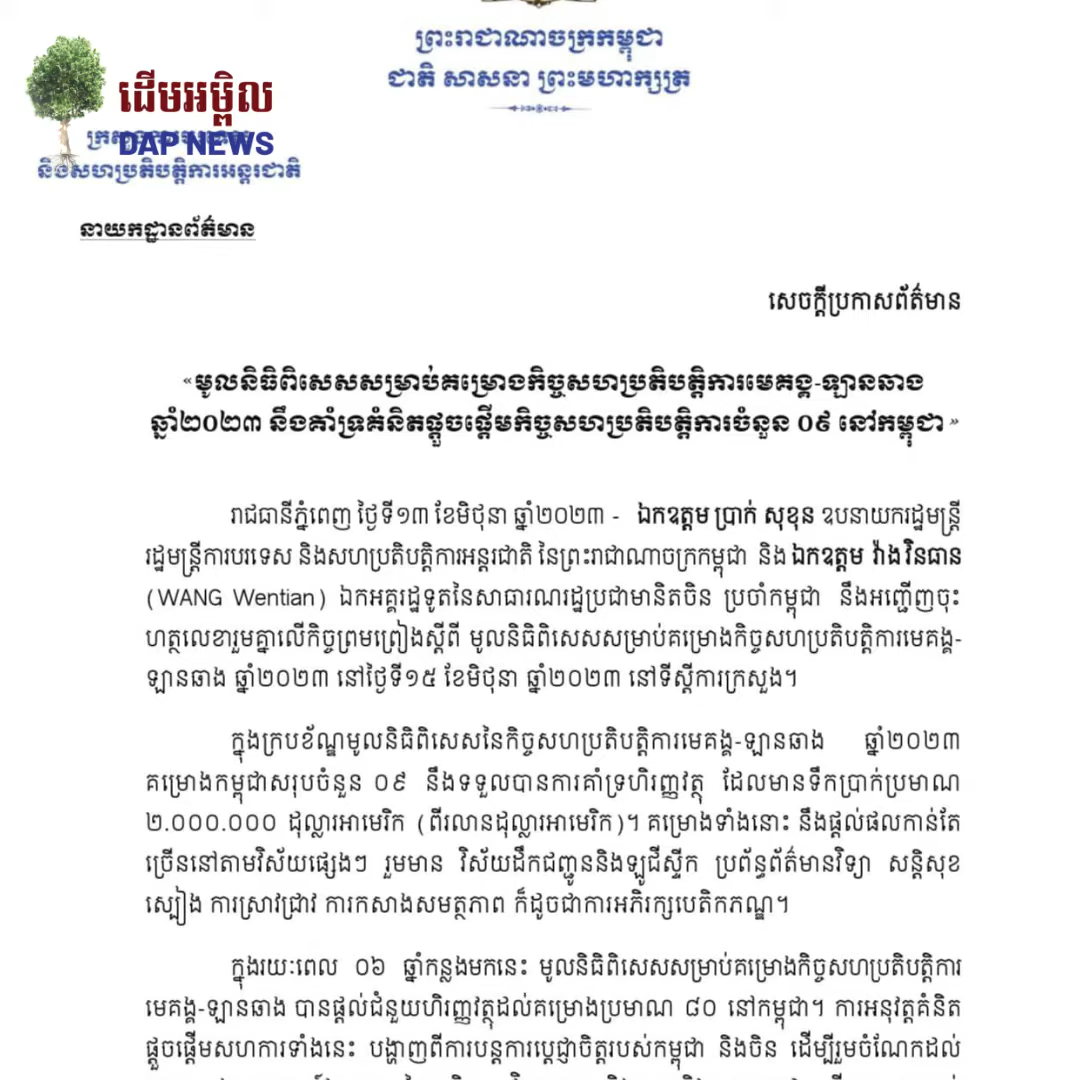 ព្រះរាជាណាចក្រកម្ពុជា
ជាតិ សាសនា ព្រះមហាក្សត្រ
ដើមអម្ពិល
DAP NEWS
និងសហប្រតិបត្តិការអន្តរជាតិ
នាយកដ្ឋានព័ត៌មាន
សេចក្តីប្រកាសព័ត៌មាន
«មូលនិធិពិសេសសម្រាប់គម្រោងកិច្ចសហប្រតិបត្តិការមេគង្គ-ឡានឆាង
ឆ្នាំ២០២៣ នឹងគាំទ្រគំនិតផ្តួចផ្តើមកិច្ចសហប្រតិបត្តិការចំនួន ០៩ នៅកម្ពុជា»
រាជធានីភ្នំពេញ ថ្ងៃទី១៣ ខែមិថុនា ឆ្នាំ២០២៣ - ឯកឧត្តម ប្រាក់ សុខុន ឧបនាយករដ្ឋមន្ត្រី
រដ្ឋមន្ត្រីការបរទេស និងសហប្រតិបត្តិការអន្តរជាតិ នៃព្រះរាជាណាចក្រកម្ពុជា និង ឯកឧត្តម វ៉ាង វិនធាន
(WANG Wentian) ឯកអគ្គរដ្ឋទូតនៃសាធារណរដ្ឋប្រជាមានិតចិន ប្រចាំកម្ពុជា នឹងអញ្ជើញចុះ
ហត្ថលេខារួមគ្នាលើកិច្ចព្រមព្រៀងស្តីពី មូលនិធិពិសេសសម្រាប់គម្រោងកិច្ចសហប្រតិបត្តិការមេគង្គ-
ឡានឆាង ឆ្នាំ២០២៣ នៅថ្ងៃទី១៥ ខែមិថុនា ឆ្នាំ២០២៣ នៅទីស្តីការក្រសួង។
ក្នុងក្របខ័ណ្ឌមូលនិធិពិសេសនៃកិច្ចសហប្រតិបត្តិការមេគង្គ-ឡានឆាង ឆ្នាំ២០២៣
គម្រោងកម្ពុជាសរុបចំនួន ០៩ នឹងទទួលបានការគាំទ្រហិរញ្ញវត្ថុ ដែលមានទឹកប្រាក់ប្រមាណ
២.០០០.០០០ ដុល្លារអាមេរិក (ពីរលានដុល្លារអាមេរិក)។ គម្រោងទាំងនោះ នឹងផ្តល់ផលកាន់តែ
ច្រើននៅតាមវិស័យផ្សេងៗ រួមមាន វិស័យដឹកជញ្ជូននិងឡូជីស្ទីក ប្រព័ន្ធព័ត៌មានវិទ្យា សន្តិសុខ
ស្បៀង ការស្រាវជ្រាវ ការកសាងសមត្ថភាព ក៏ដូចជាការអភិរក្សបេតិកភណ្ឌ។
ក្នុងរយៈពេល ០៦ ឆ្នាំកន្លងមកនេះ មូលនិធិពិសេសសម្រាប់គម្រោងកិច្ចសហប្រតិបត្តិការ
មេគង្គ-ឡានឆាង បានផ្តល់ជំនួយហិរញ្ញវត្ថុដល់គម្រោងប្រមាណ ៨០ នៅកម្ពុជា។ ការអនុវត្តគំនិត
ផ្តួចផ្តើមសហការទាំងនេះ បង្ហាញពីការបន្តការប្តេជ្ញាចិត្តរបស់កម្ពុជា និងចិន ដើម្បីរួមចំណែកដល់